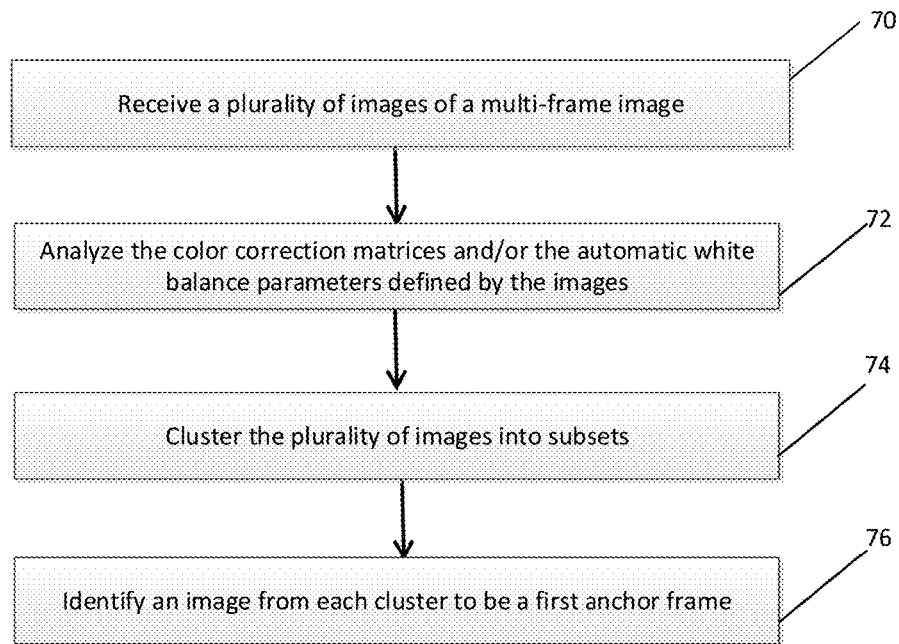 70
Receive a plurality of images of a multi-frame image
72
Analyze the color correction matrices and/or the automatic white
balance parameters defined by the images
74
Cluster the plurality of images into subsets
76
Identify an image from each cluster to be a first anchor frame